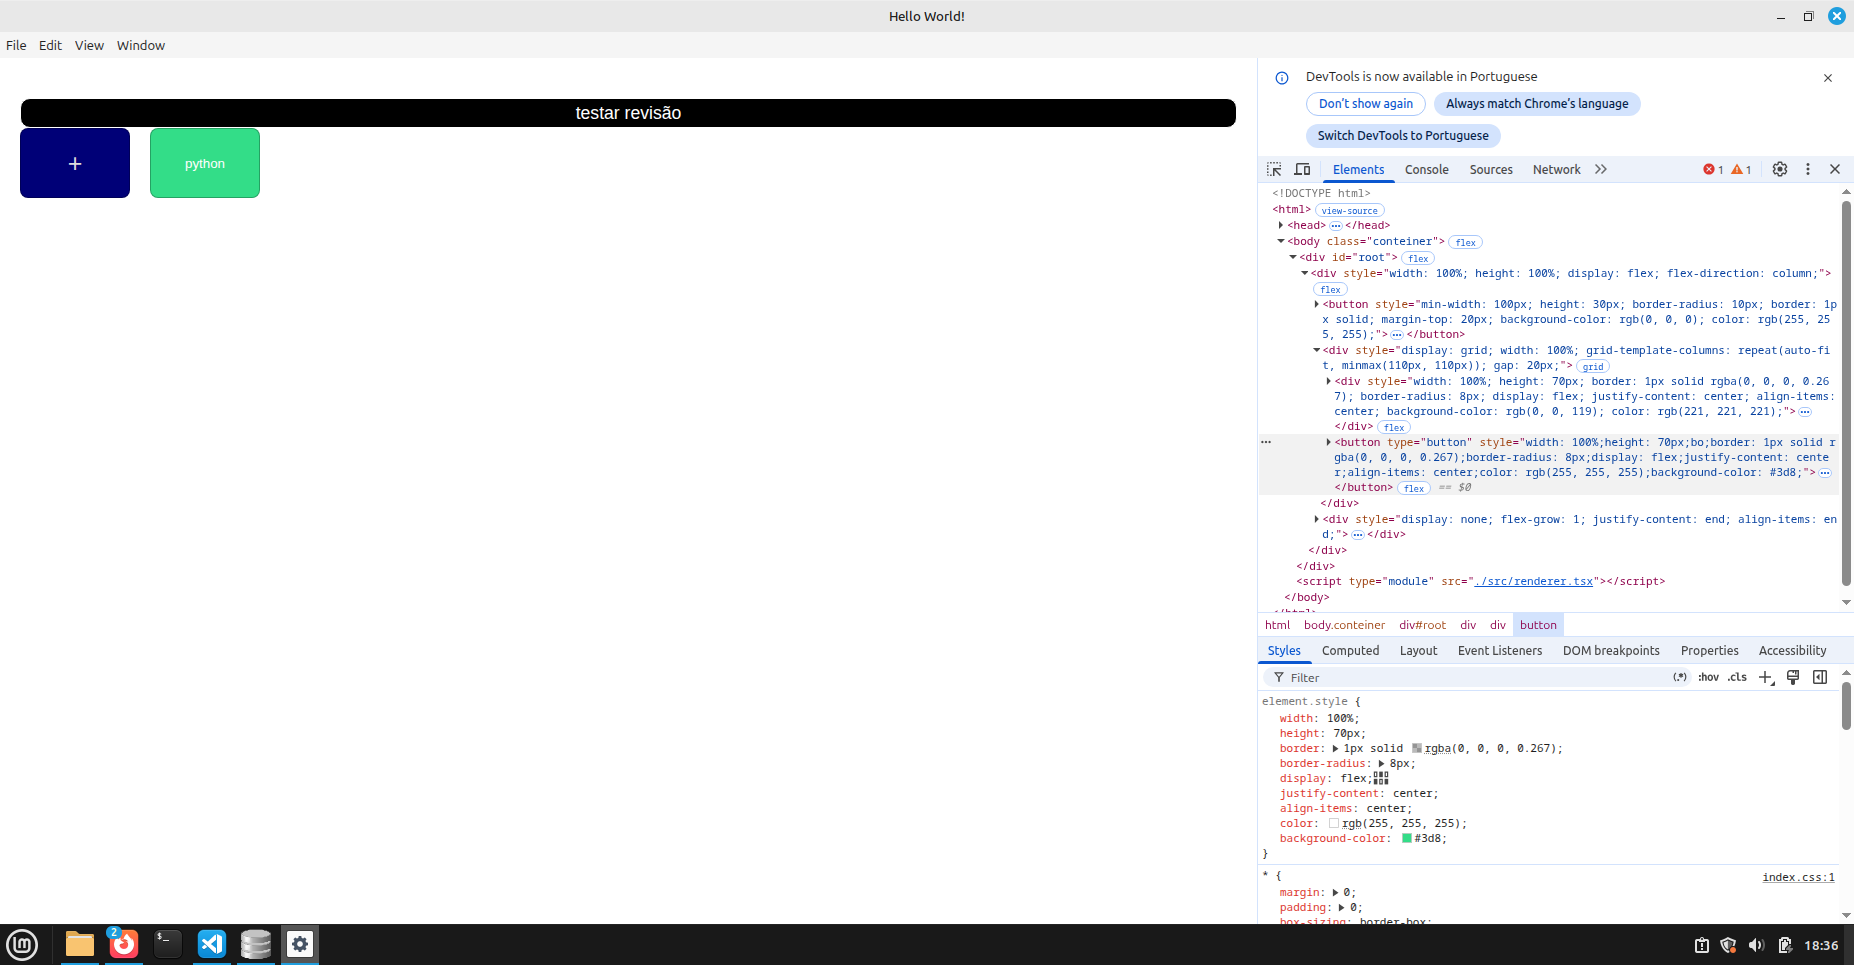 Hello World!
File Edit View Window
testar revisão
+ python
DevTools is now available in Portuguese
Don't show again Always match Chrome's language
Switch DevTools to Portuguese
Elements Console Sources Network 1 1
<!DOCTYPE html>
<html> view-source
<head> </head>
<body class="conteiner"> flex
<div id="root"> flex
<div style="width: 100%; height: 100%; display: flex; flex-direction: column;">
flex
<button style="min-width: 100px; height: 30px; border-radius: 10px; border: 1p
x solid; margin-top: 20px; background-color: rgb(0, 0, 0); color: rgb(255, 25
5, 255);"> </button>
<div style="display: grid; width: 100%; grid-template-columns: repeat(auto-fi
t, minmax(110px, 110px)); gap: 20px;"> grid
<div style="width: 100%; height: 70px; border: 1px solid rgba(0, 0, 0, 0.26
7); border-radius: 8px; display: flex; justify-content: center; align-items:
center; background-color: rgb(0, 0, 119); color: rgb(221, 221, 221);">
</div> flex
<button type="button" style="width: 100%;height: 70px;bo;border: 1px solid r
gba(0, 0, 0, 0.267);border-radius: 8px;display: flex;justify-content: cente
r;align-items: center;color: rgb(255, 255, 255);background-color: #3d8;">
</button> flex == $0
</div>
<div style="display: none; flex-grow: 1; justify-content: end; align-items: en
d;"> </div>
</div>
</div>
<script type="module" src="./src/renderer.tsx"></script>
</body>
</html>
html body.conteiner div#root div div button
Styles Computed Layout Event Listeners DOM breakpoints Properties Accessibility
Filter (.*) :hov .cls
element.style {
width: 100%;
height: 70px;
border: 1px solid rgba(0, 0, 0, 0.267);
border-radius: 8px;
display: flex;
justify-content: center;
align-items: center;
color: rgb(255, 255, 255);
background-color: #3d8;
}
* { index.css:1
margin: 0;
padding: 0;
box-sizing: border-box;
2 18:36